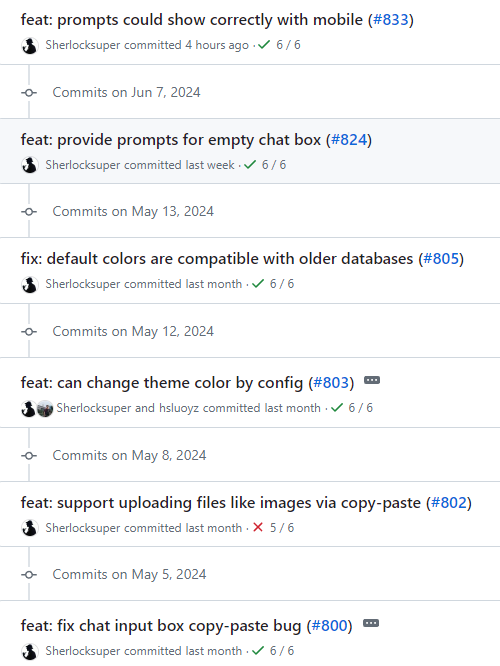 feat: prompts could show correctly with mobile (#833)
Sherlocksuper committed 4 hours ago · ✓ 6 / 6
Commits on Jun 7, 2024
feat: provide prompts for empty chat box (#824)
Sherlocksuper committed last week · ✓ 6 / 6
Commits on May 13, 2024
fix: default colors are compatible with older databases (#805)
Sherlocksuper committed last month · ✓ 6 / 6
Commits on May 12, 2024
feat: can change theme color by config (#803)
Sherlocksuper and hsluoyz committed last month · ✓ 6 / 6
Commits on May 8, 2024
feat: support uploading files like images via copy-paste (#802)
Sherlocksuper committed last month · ✗ 5 / 6
Commits on May 5, 2024
feat: fix chat input box copy-paste bug (#800)
Sherlocksuper committed last month · ✓ 6 / 6